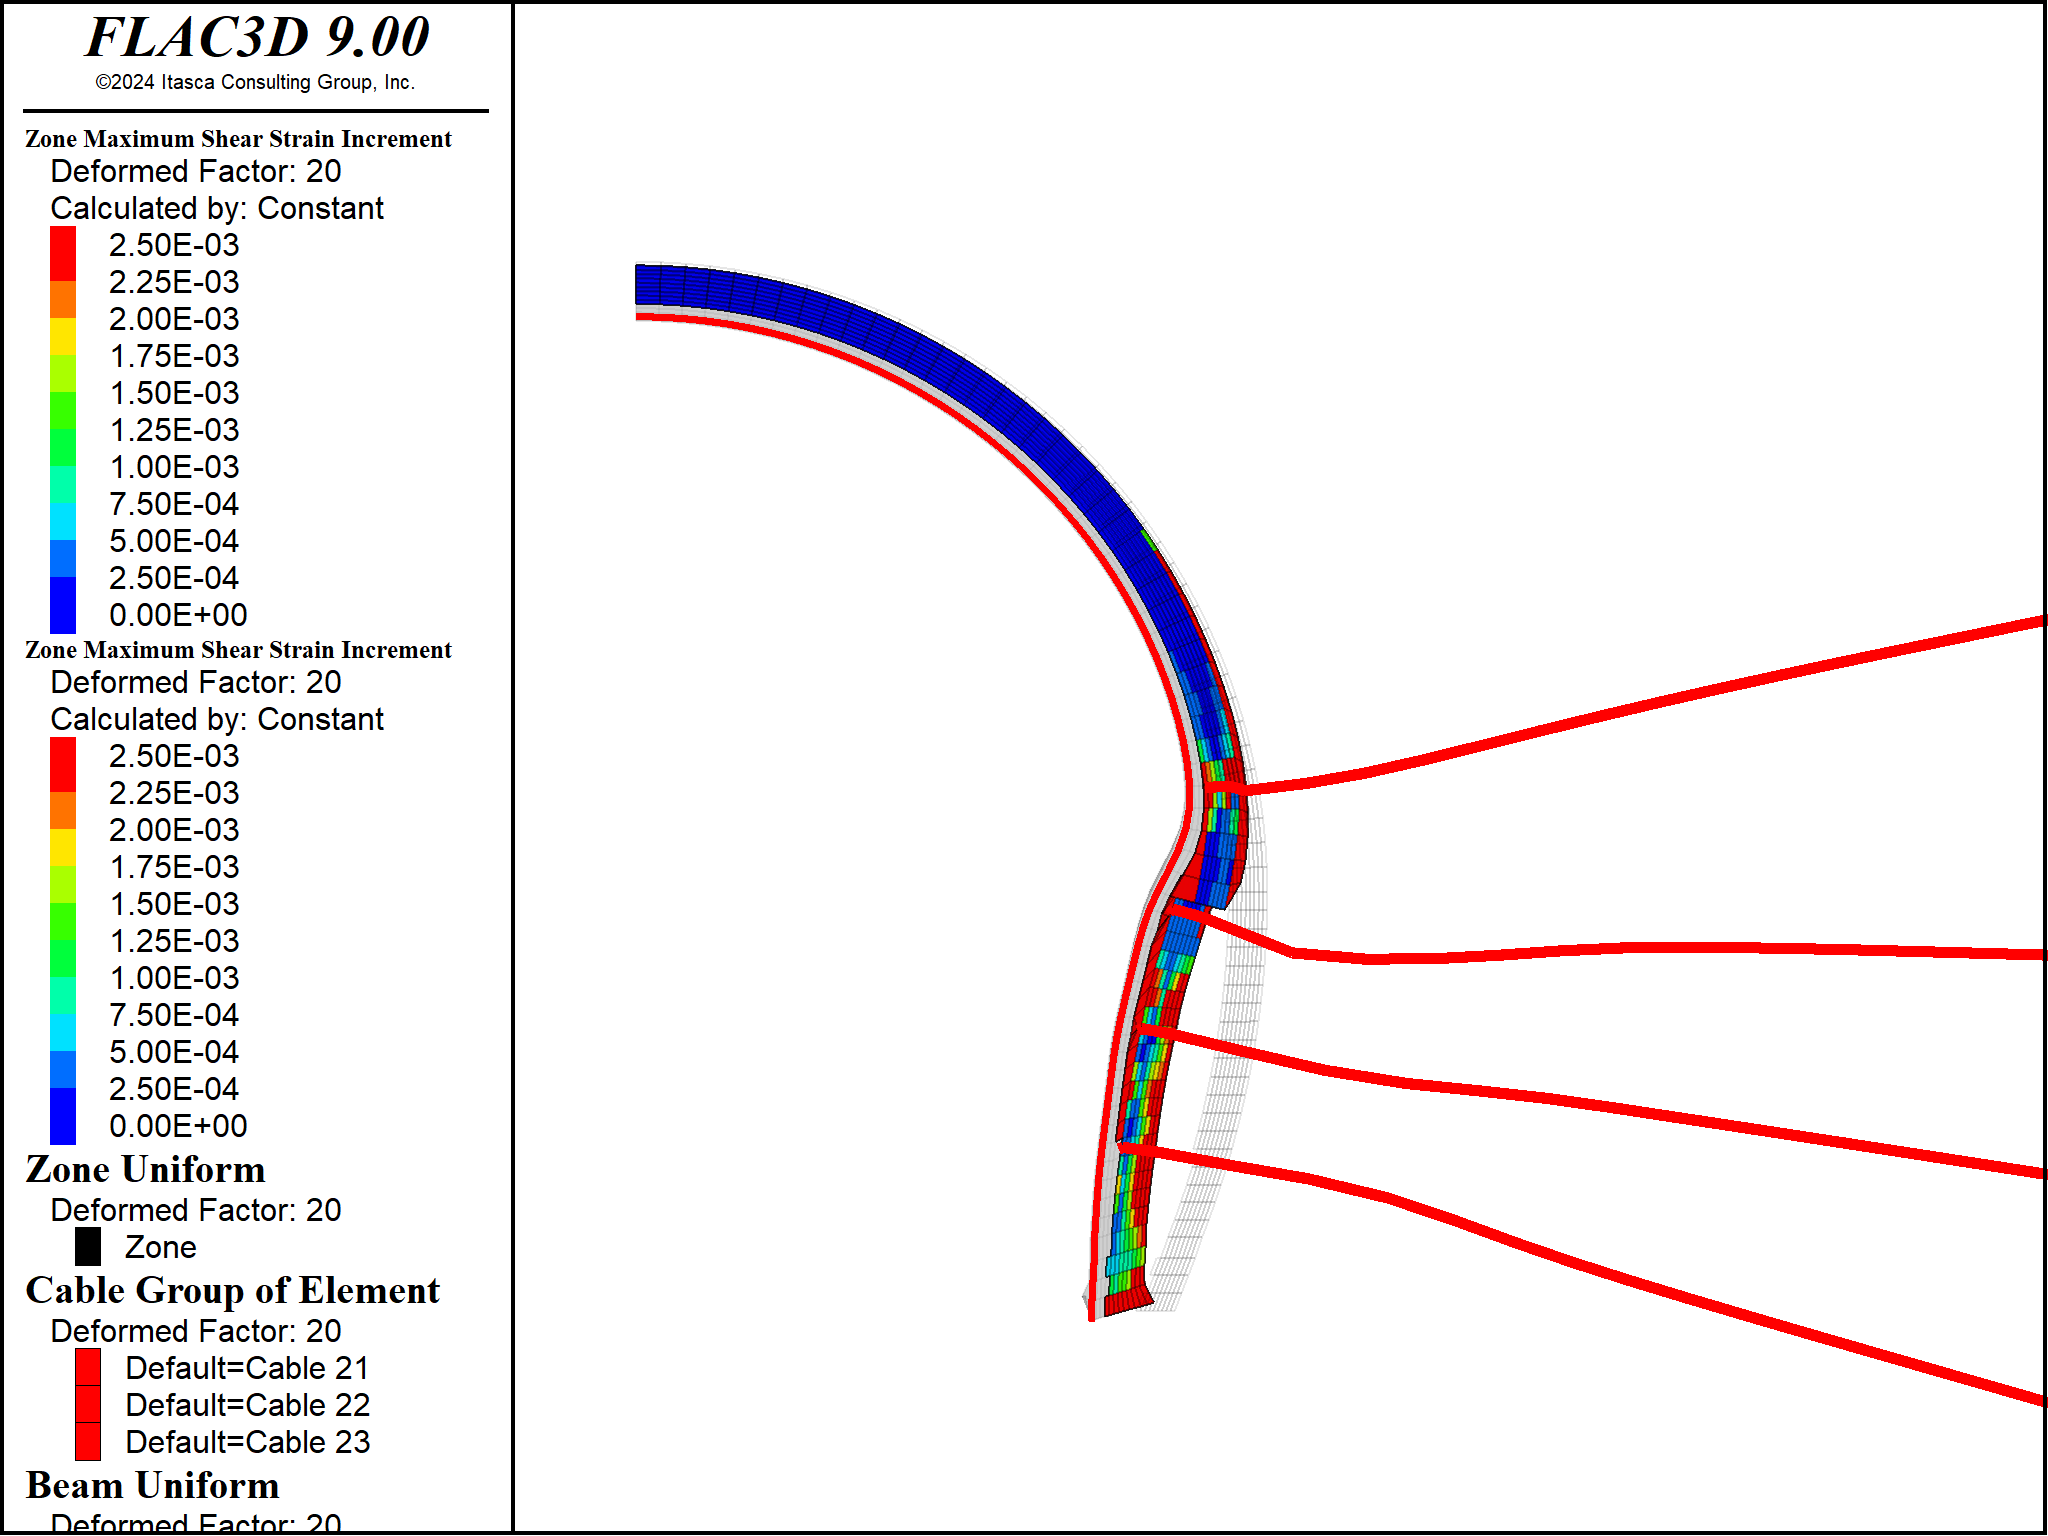 FLAC3D 9.00
©2024 Itasca Consulting Group, Inc.
Zone Maximum Shear Strain Increment
Deformed Factor: 20
Calculated by: Constant
2.50E-03
2.25E-03
2.00E-03
1.75E-03
1.50E-03
1.25E-03
1.00E-03
7.50E-04
5.00E-04
2.50E-04
0.00E+00
Zone Maximum Shear Strain Increment
Deformed Factor: 20
Calculated by: Constant
2.50E-03
2.25E-03
2.00E-03
1.75E-03
1.50E-03
1.25E-03
1.00E-03
7.50E-04
5.00E-04
2.50E-04
0.00E+00
Zone Uniform
Deformed Factor: 20
Zone
Cable Group of Element
Deformed Factor: 20
Default=Cable 21
Default=Cable 22
Default=Cable 23
Beam Uniform
Deformed Factor: 20